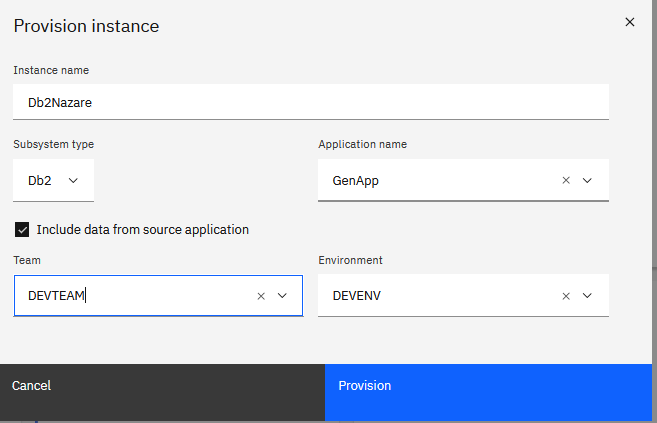 Provision instance
Instance name
Db2Nazare
Subsystem type
Application name
Db2
GenApp
Include data from source application
Team
Environment
DEVTEAM
DEVENV
Cancel
Provision